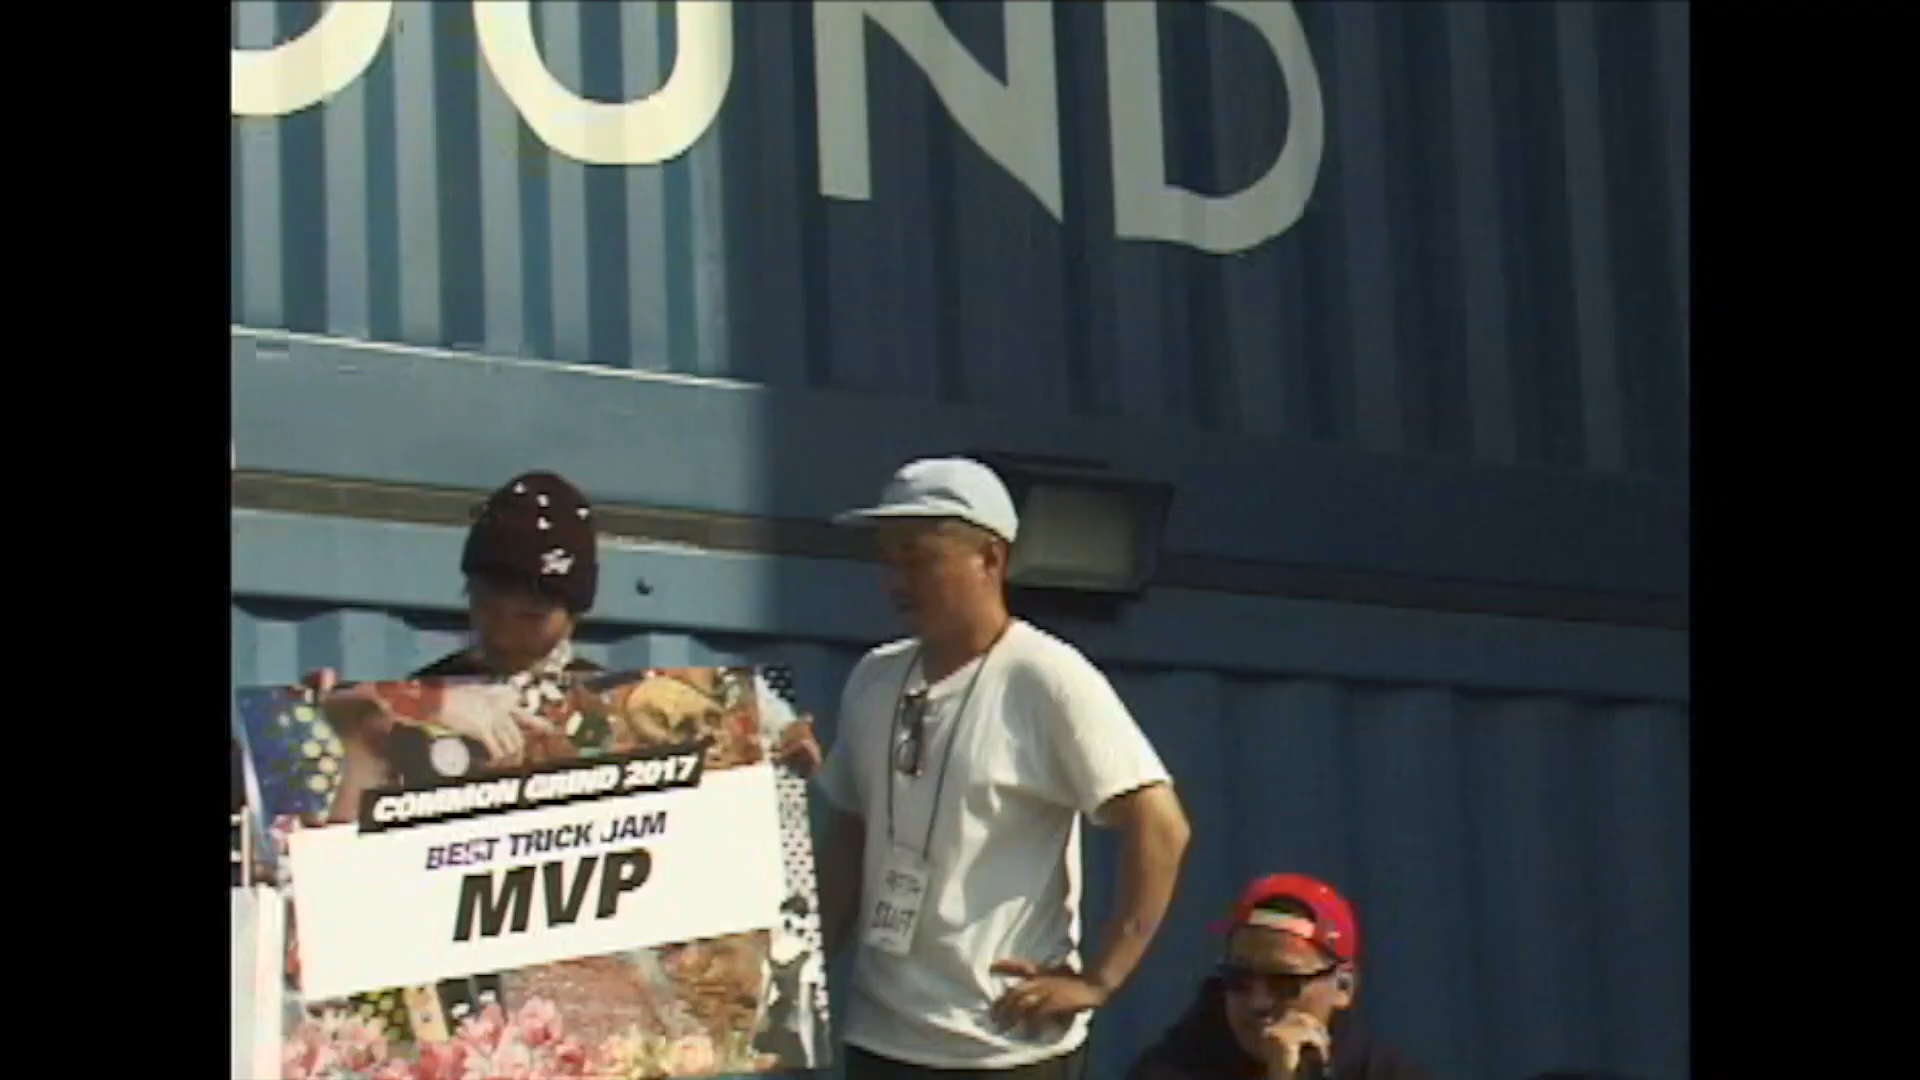 OUND
COMMON GRIND 2017
BEST TRICK JAM
MVP
STAFF